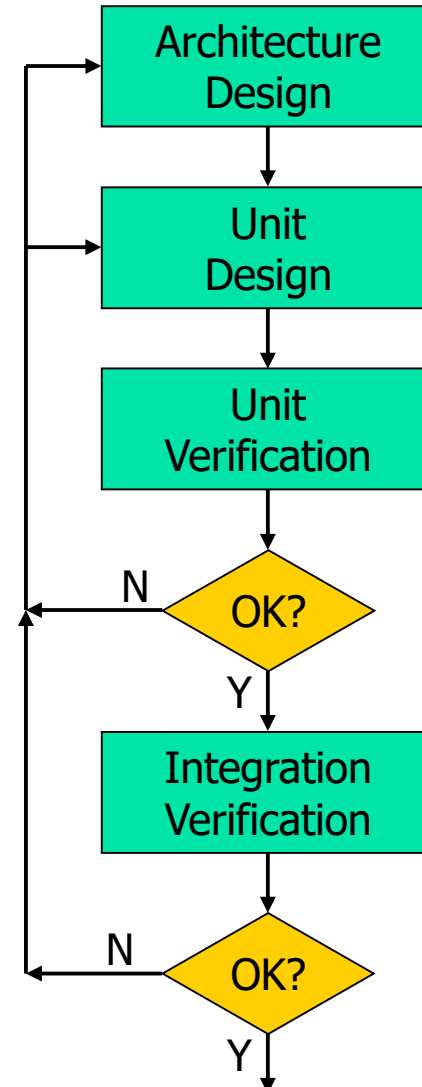 Architecture
Design
Unit
Design
Unit
Verification
N
OK?
Y
Integration
Verification
N
OK?
Y